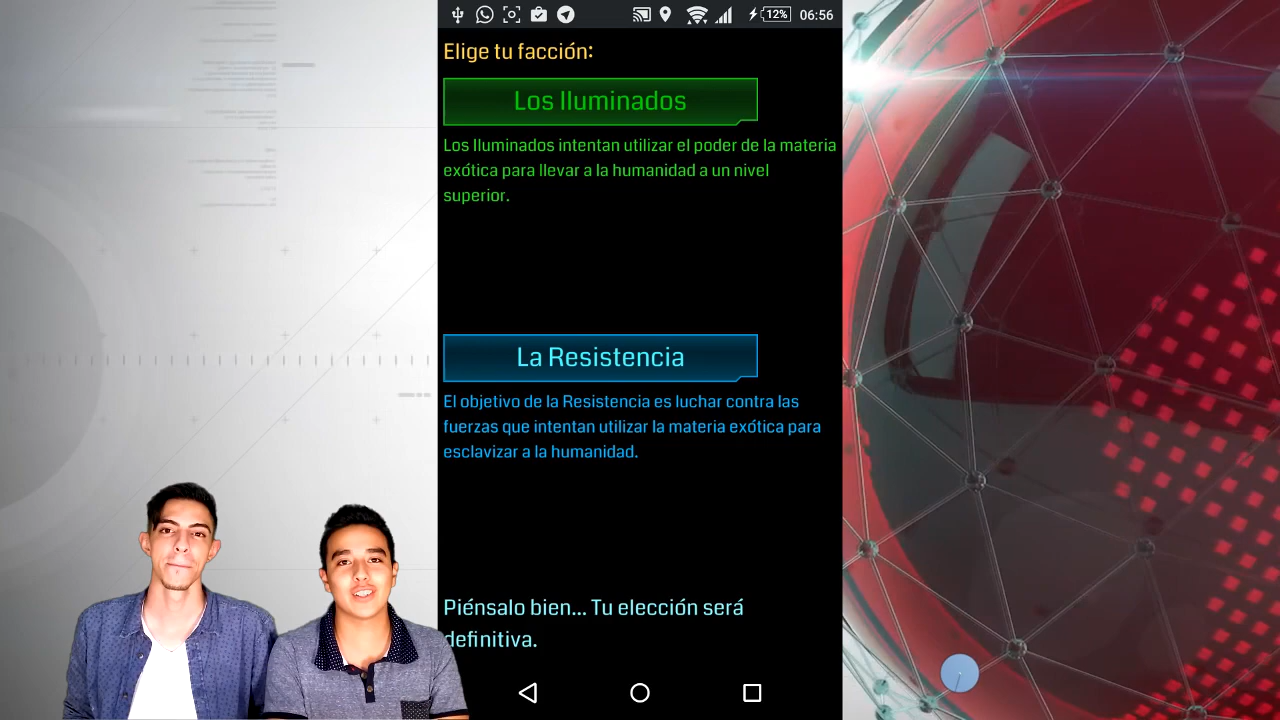 12% 06:56
Elige tu facción:
Los Iluminados
Los Iluminados intentan utilizar el poder de la materia
exótica para llevar a la humanidad a un nivel
superior.
La Resistencia
El objetivo de la Resistencia es luchar contra las
fuerzas que intentan utilizar la materia exótica para
esclavizar a la humanidad.
Piénsalo bien... Tu elección será
definitiva.